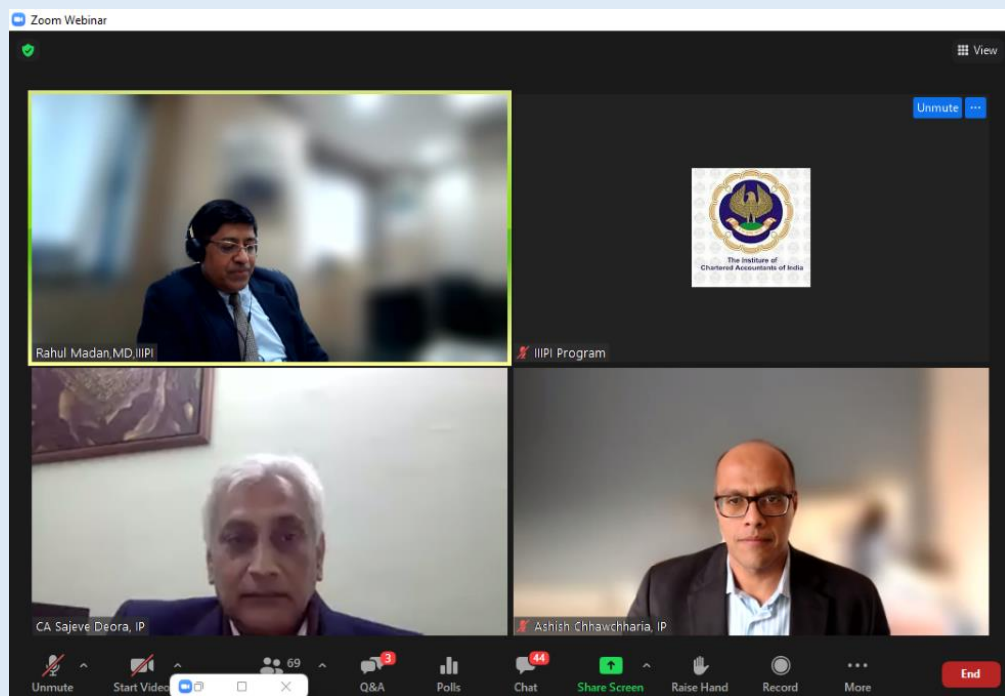 Zoom Webinar
View
Unmute
The Institute of
Chartered Accountants of India
Rahul Madan,MD,IIIPI
IIIPI Program
CA Sajeve Deora, IP
Ashish Chhawchharia, IP
69
3
44
Unmute
Start Video
Q&A
Polls
Chat
Share Screen
Raise Hand
Record
More
End